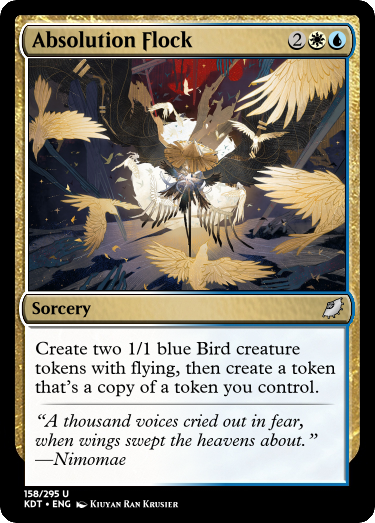 Absolution Flock 2
Sorcery
Create two 1/1 blue Bird creature
tokens with flying, then create a token
that's a copy of a token you control.
“A thousand voices cried out in fear,
when wings swept the heavens about.”
—Nimomae
158/295 U
KDT • ENG Kiuyan Ran Krusier